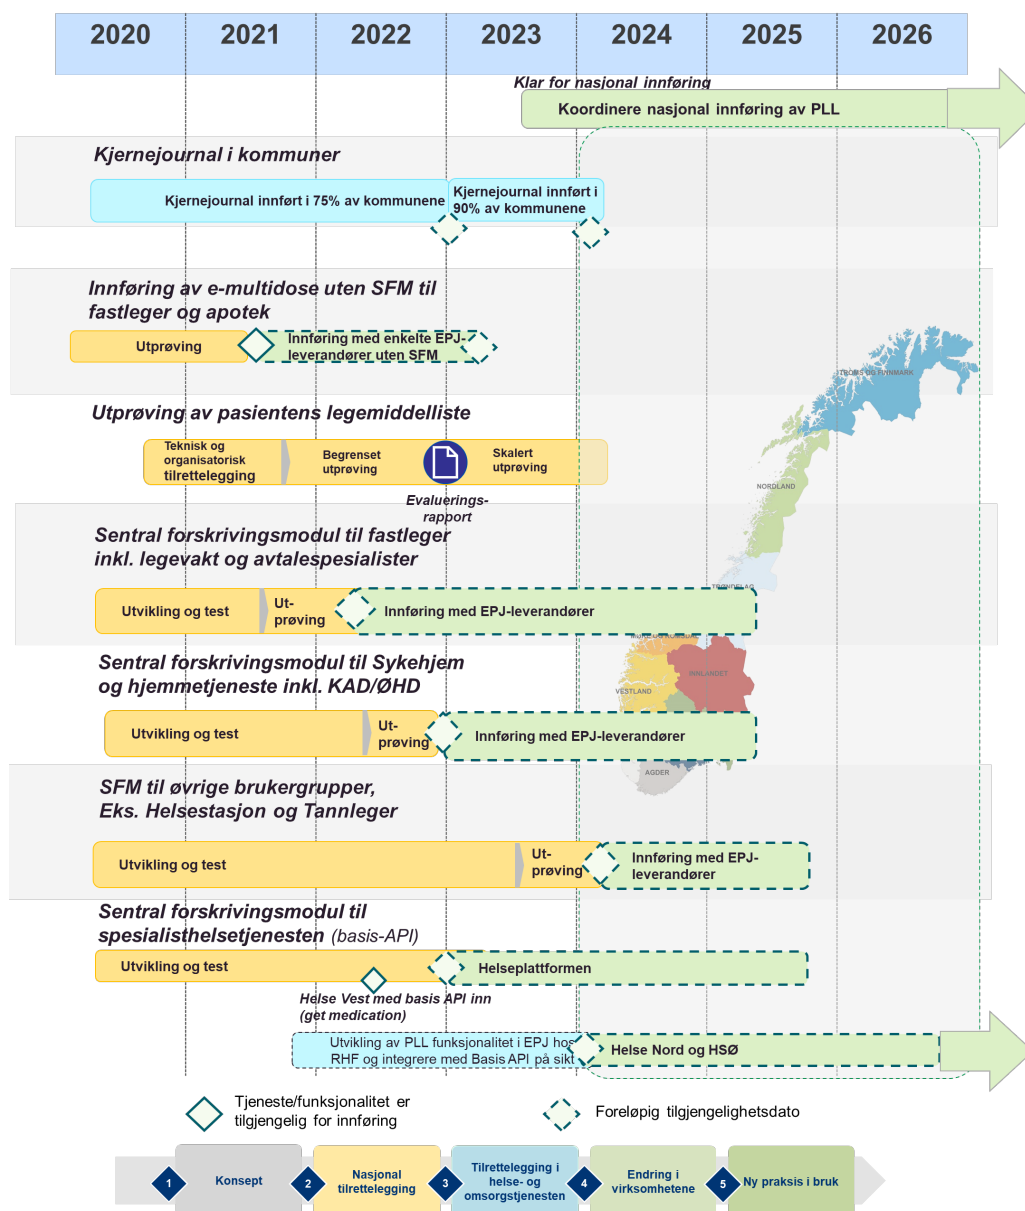 2020 2021 2022 2023 2024 2025 2026
Klar for nasjonal innføring
Koordinere nasjonal innføring av PLL
Kjernejournal i kommuner
Kjernejournal innført i 75% av kommunene
Kjernejournal innført i
90% av kommunene
Innføring av e-multidose uten SFM til
fastleger og apotek
Utprøving
Innføring med enkelte EPJ-
leverandører uten SFM
TROMS OG FINNMARK
Utprøving av pasientens legemiddelliste
Teknisk og
organisatorisk
tilrettelegging
Begrenset
utprøving
Skalert
utprøving
Evaluerings-
rapport
NORDLAND
Sentral forskrivingsmodul til fastleger
inkl. legevakt og avtalespesialister
TRØNDELAG
Utvikling og test
Ut-
prøving
Innføring med EPJ-leverandører
MØRE OG ROMSDAL
Sentral forskrivingsmodul til Sykehjem
og hjemmetjeneste inkl. KAD/ØHD
INNLANDET
VESTLAND
Utvikling og test
Ut-
prøving
Innføring med EPJ-leverandører
AGDER
SFM til øvrige brukergrupper,
Eks. Helsestasjon og Tannleger
Utvikling og test
Ut-
prøving
Innføring med EPJ-
leverandører
Sentral forskrivingsmodul til
spesialisthelsetjenesten (basis-API)
Utvikling og test
Helseplattformen
Helse Vest med basis API inn
(get medication)
Utvikling av PLL funksjonalitet i EPJ hos
RHF og integrere med Basis API på sikt
Helse Nord og HSØ
Tjeneste/funksjonalitet er
tilgjengelig for innføring
Foreløpig tilgjengelighetsdato
1
Konsept
2
Nasjonal
tilrettelegging
3
Tilrettelegging i
helse- og
omsorgstjenesten
4
Endring i
virksomhetene
5
Ny praksis i bruk